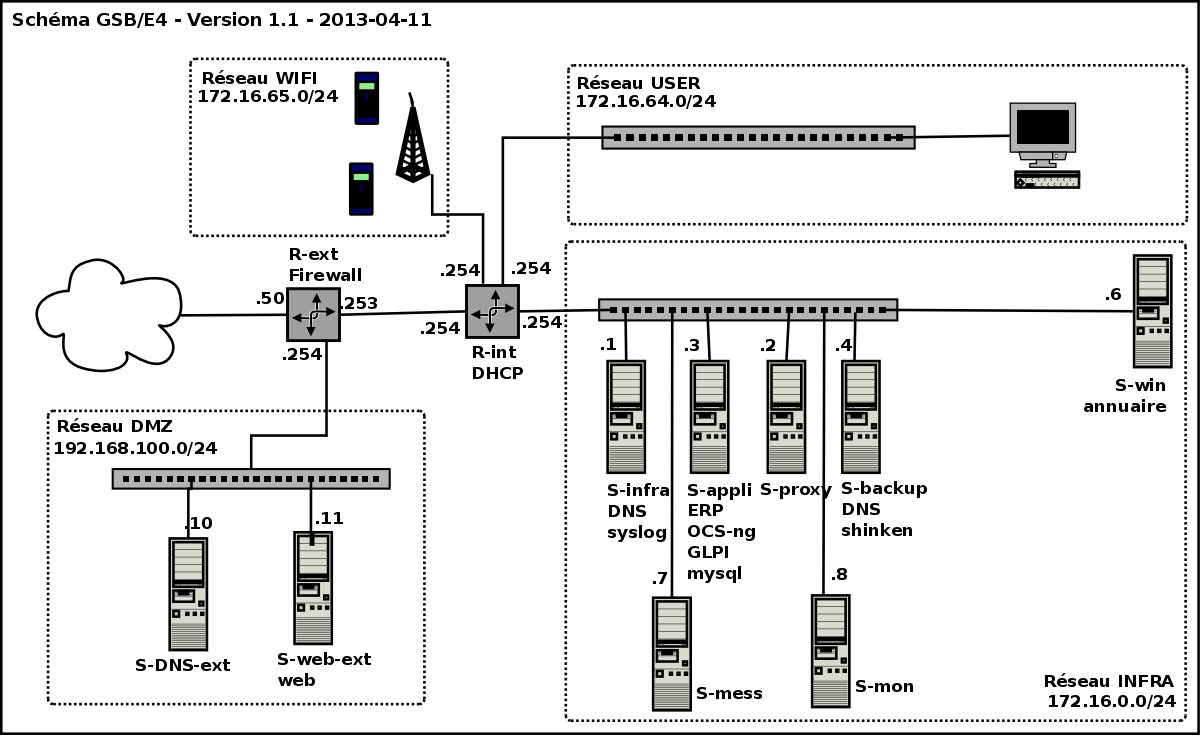 Schéma GSB/E4 - Version 1.1 - 2013-04-11
Réseau WIFI
172.16.65.0/24
Réseau USER
172.16.64.0/24
R-ext
Firewall
.50
.253
.254
.254
.254
.254
.254
R-int
DHCP
.6
S-win
annuaire
.1
.3
.2
.4
S-infra
DNS
syslog
S-appli
ERP
OCS-ng
GLPI
mysql
S-proxy
S-backup
DNS
shinken
.7
.8
S-mess
S-mon
Réseau INFRA
172.16.0.0/24
Réseau DMZ
192.168.100.0/24
.10
.11
S-DNS-ext
S-web-ext
web